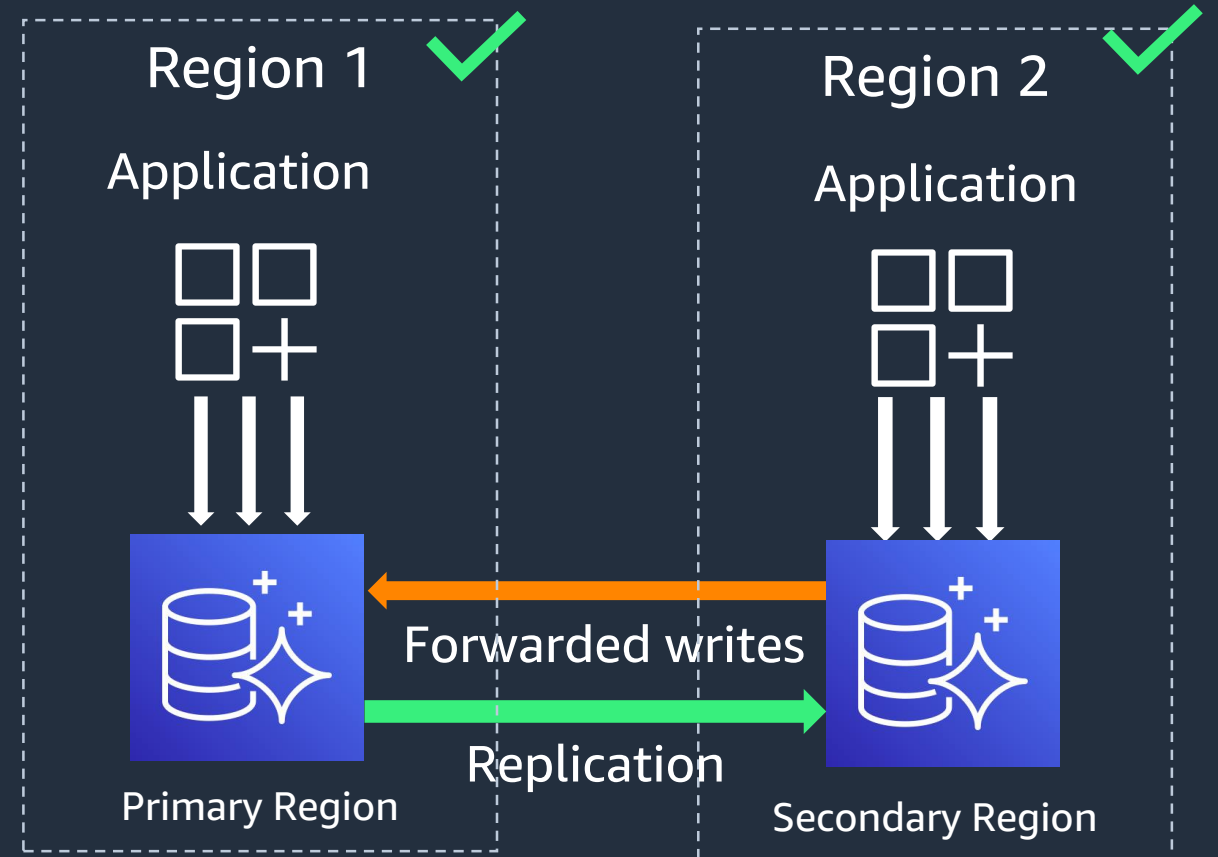 Region 1
Application
Region 2
Application
Forwarded writes
Replication
Primary Region
Secondary Region